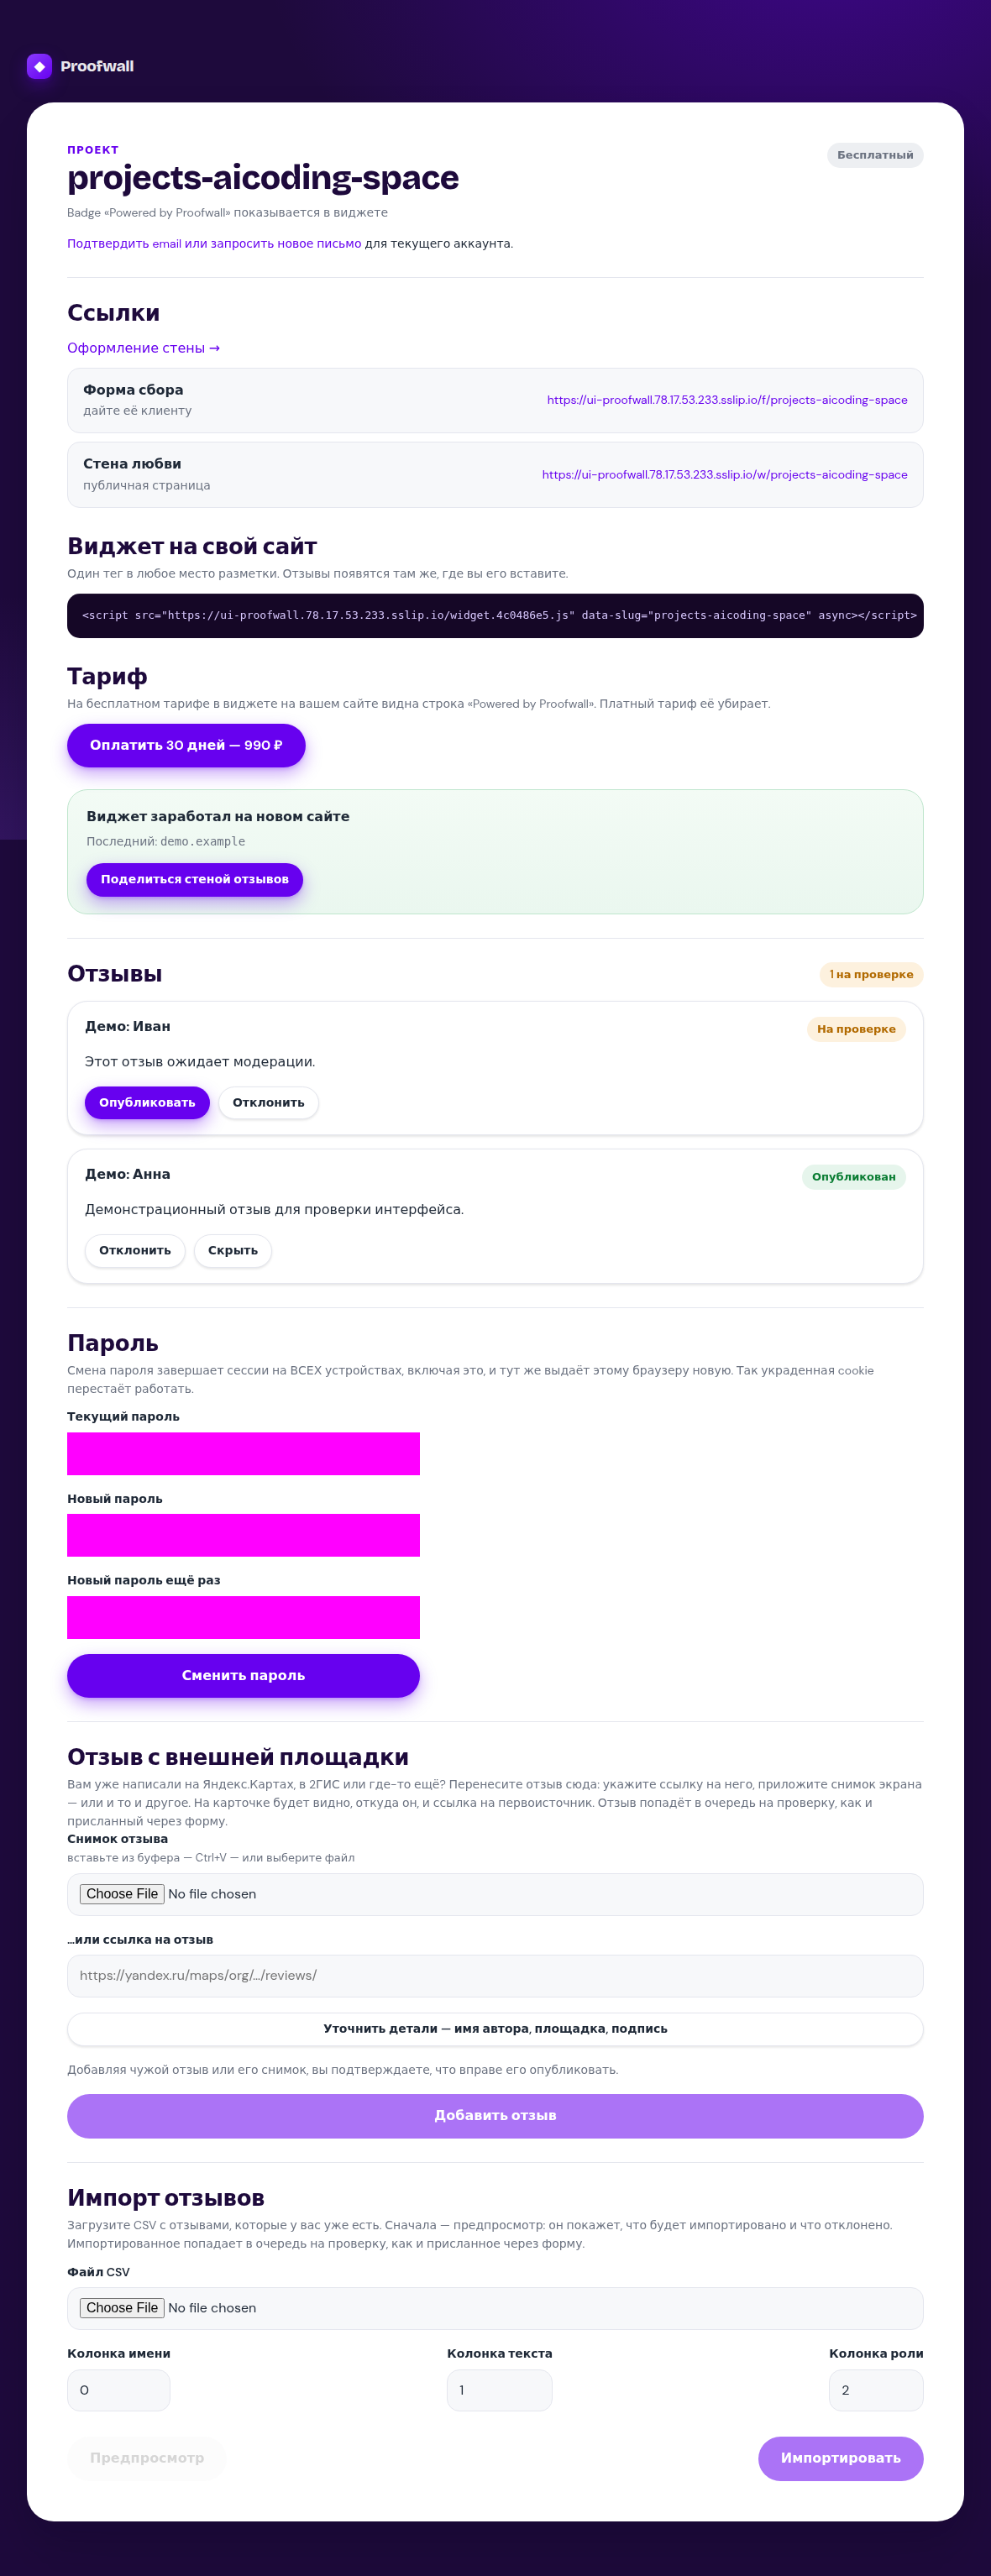 Proofwall
ПРОЕКТ
projects-aicoding-space
Бесплатный
Badge «Powered by Proofwall» показывается в виджете
Подтвердить email или запросить новое письмо для текущего аккаунта.
Ссылки
Оформление стены →
Форма сбора
дайте её клиенту
https://ui-proofwall.78.17.53.233.sslip.io/f/projects-aicoding-space
Стена любви
публичная страница
https://ui-proofwall.78.17.53.233.sslip.io/w/projects-aicoding-space
Виджет на свой сайт
Один тег в любое место разметки. Отзывы появятся там же, где вы его вставите.
<script src="https://ui-proofwall.78.17.53.233.sslip.io/widget.4c0486e5.js" data-slug="projects-aicoding-space" async></script>
Тариф
На бесплатном тарифе в виджете на вашем сайте видна строка «Powered by Proofwall». Платный тариф её убирает.
Оплатить 30 дней — 990 ₽
Виджет заработал на новом сайте
Последний: demo.example
Поделиться стеной отзывов
Отзывы
1 на проверке
Демо: Иван
На проверке
Этот отзыв ожидает модерации.
Опубликовать
Отклонить
Демо: Анна
Опубликован
Демонстрационный отзыв для проверки интерфейса.
Отклонить
Скрыть
Пароль
Смена пароля завершает сессии на ВСЕХ устройствах, включая это, и тут же выдаёт этому браузеру новую. Так украденная cookie
перестаёт работать.
Текущий пароль
Новый пароль
Новый пароль ещё раз
Сменить пароль
Отзыв с внешней площадки
Вам уже написали на Яндекс.Картах, в 2ГИС или где-то ещё? Перенесите отзыв сюда: укажите ссылку на него, приложите снимок экрана
— или и то и другое. На карточке будет видно, откуда он, и ссылка на первоисточник. Отзыв попадёт в очередь на проверку, как и
присланный через форму.
Снимок отзыва
вставьте из буфера — Ctrl+V — или выберите файл
Choose File No file chosen
…или ссылка на отзыв
https://yandex.ru/maps/org/…/reviews/
Уточнить детали — имя автора, площадка, подпись
Добавляя чужой отзыв или его снимок, вы подтверждаете, что вправе его опубликовать.
Добавить отзыв
Импорт отзывов
Загрузите CSV с отзывами, которые у вас уже есть. Сначала — предпросмотр: он покажет, что будет импортировано и что отклонено.
Импортированное попадает в очередь на проверку, как и присланное через форму.
Файл CSV
Choose File No file chosen
Колонка имени
Колонка текста
Колонка роли
0
1
2
Предпросмотр
Импортировать